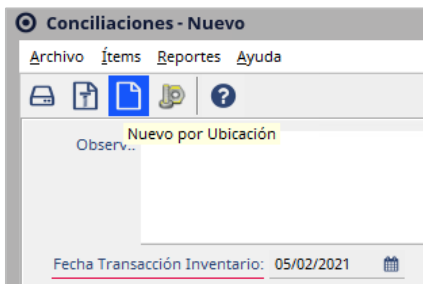 Conciliaciones - Nuevo
Archivo Ítems Reportes Ayuda
Nuevo por Ubicación
Observ..
Fecha Transacción Inventario: 05/02/2021